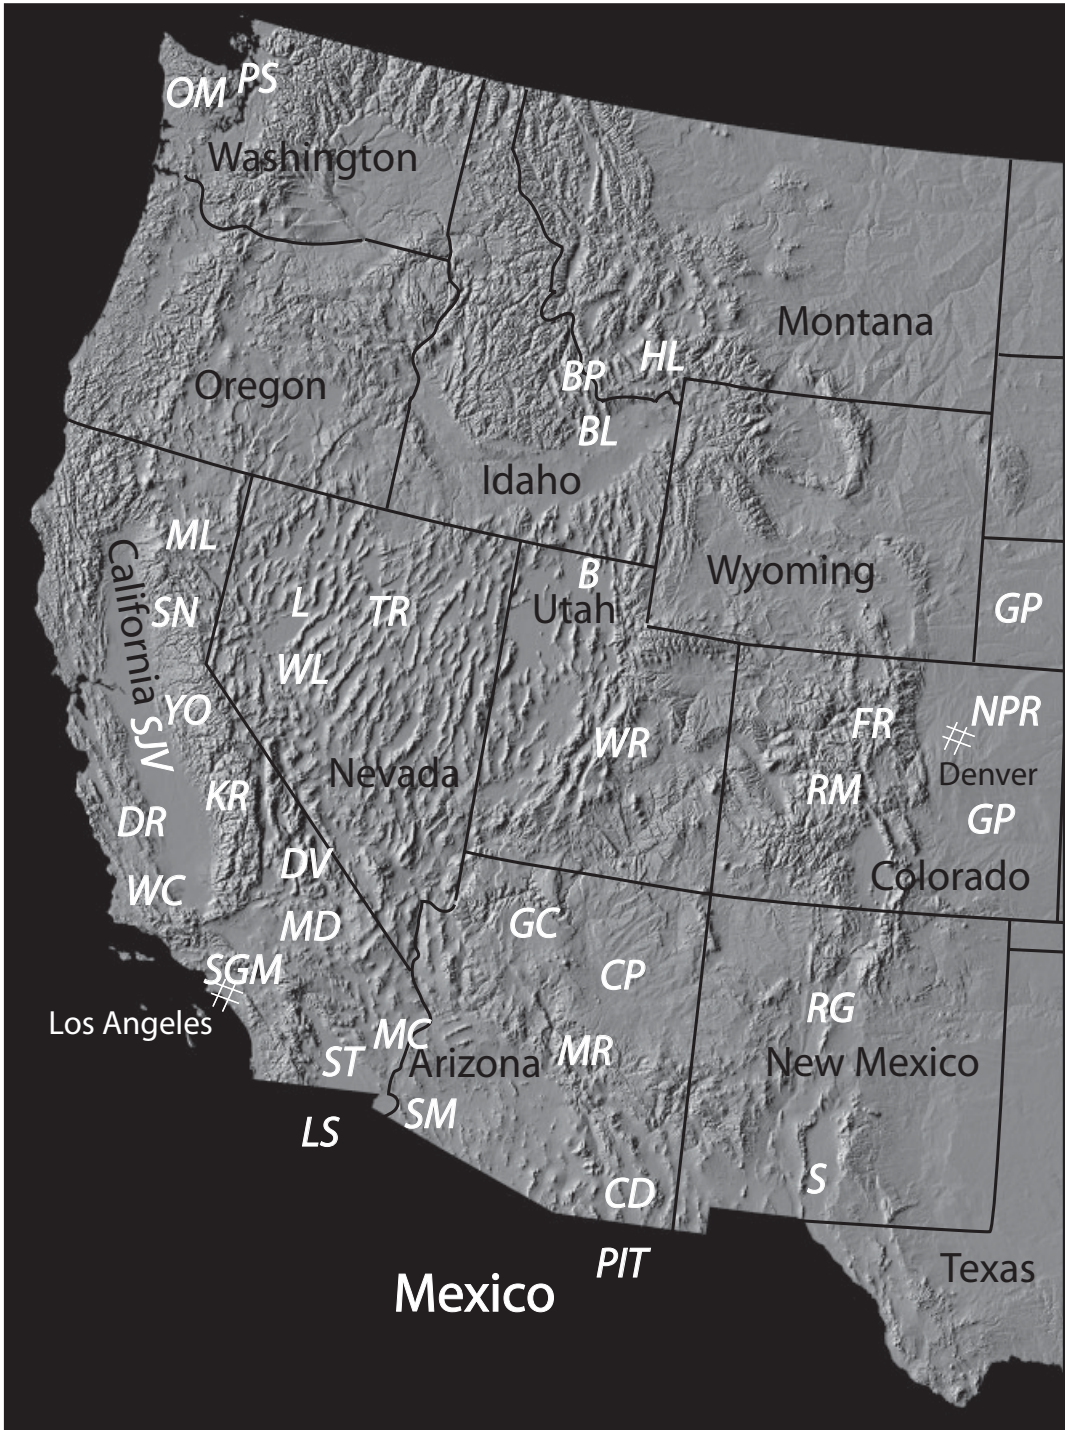 OM PS
Washington
Montana
HL
BP
Oregon
BL
Idaho
ML
California
B
Wyoming
L TR
Utah
SN
GP
WL
YO
SJV
NPR
FR
WR
Denver
Nevada
RM
KR
DR
GP
DV
Colorado
WC
MD
GC
SGM
CP
Los Angeles
RG
MC
MR
ST
Arizona
New Mexico
SM
LS
S
CD
PIT
Texas
Mexico